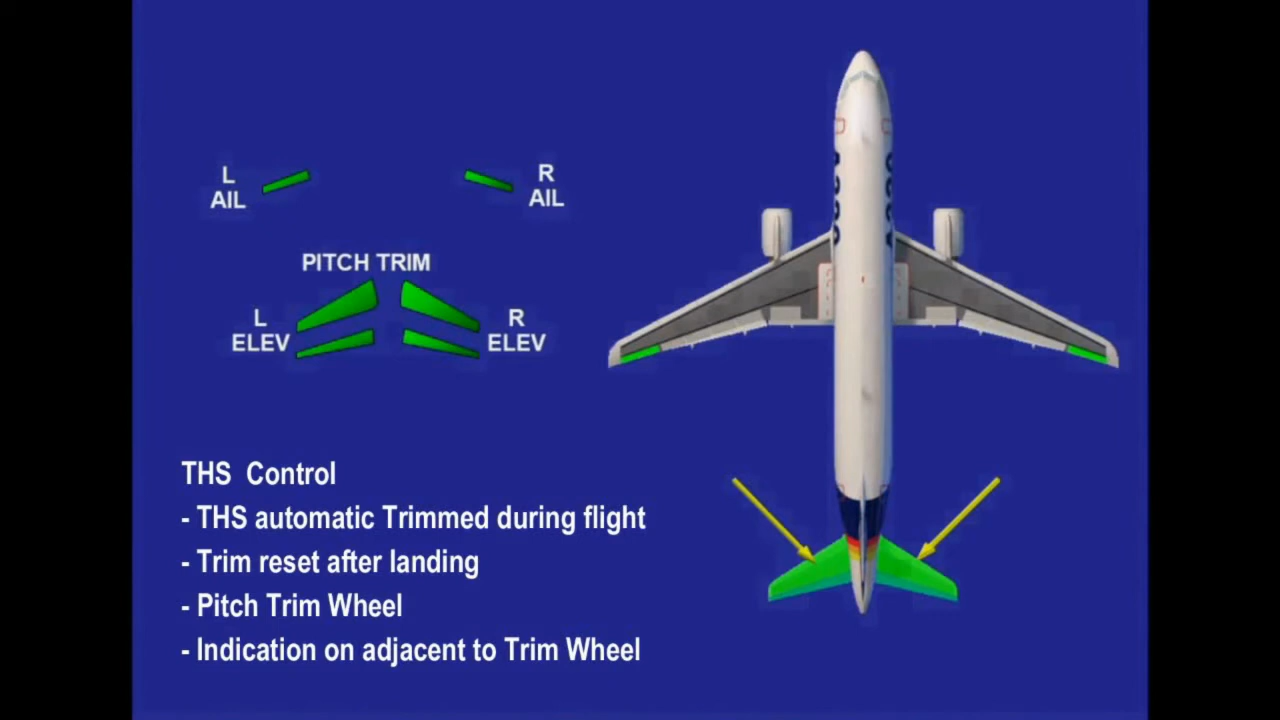 L
AIL
R
AIL
PITCH TRIM
L
ELEV
R
ELEV
THS Control
- THS automatic Trimmed during flight
- Trim reset after landing
- Pitch Trim Wheel
- Indication on adjacent to Trim Wheel